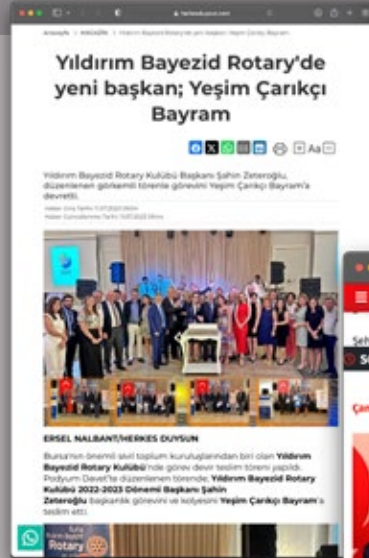 Yıldırım Bayezid Rotary'de
yeni başkan; Yeşim Çarıkçı
Bayram
Aa
Yıldırım Bayezid Rotary Kulübü Başkanı Şahin Zeteroğlu,
düzenlenen görkemli törenle görevini Yeşim Çarıkçı Bayram'a
devretti.
ERSEL NALBANT/HERKES DUYSUN
Bursa'nın önemli sivil toplum kuruluşlarından biri olan Yıldırım
Bayezid Rotary Kulübü'nde görev devir teslim töreni yapıldı.
Podyum Davet'te düzenlenen törende; Yıldırım Bayezid Rotary
Kulübü 2022-2023 Dönemi Başkanı Şahin
Zeteroğlu başkanlık görevini ve kolyesini Yeşim Çarıkçı Bayram'a
teslim etti.
Rotary